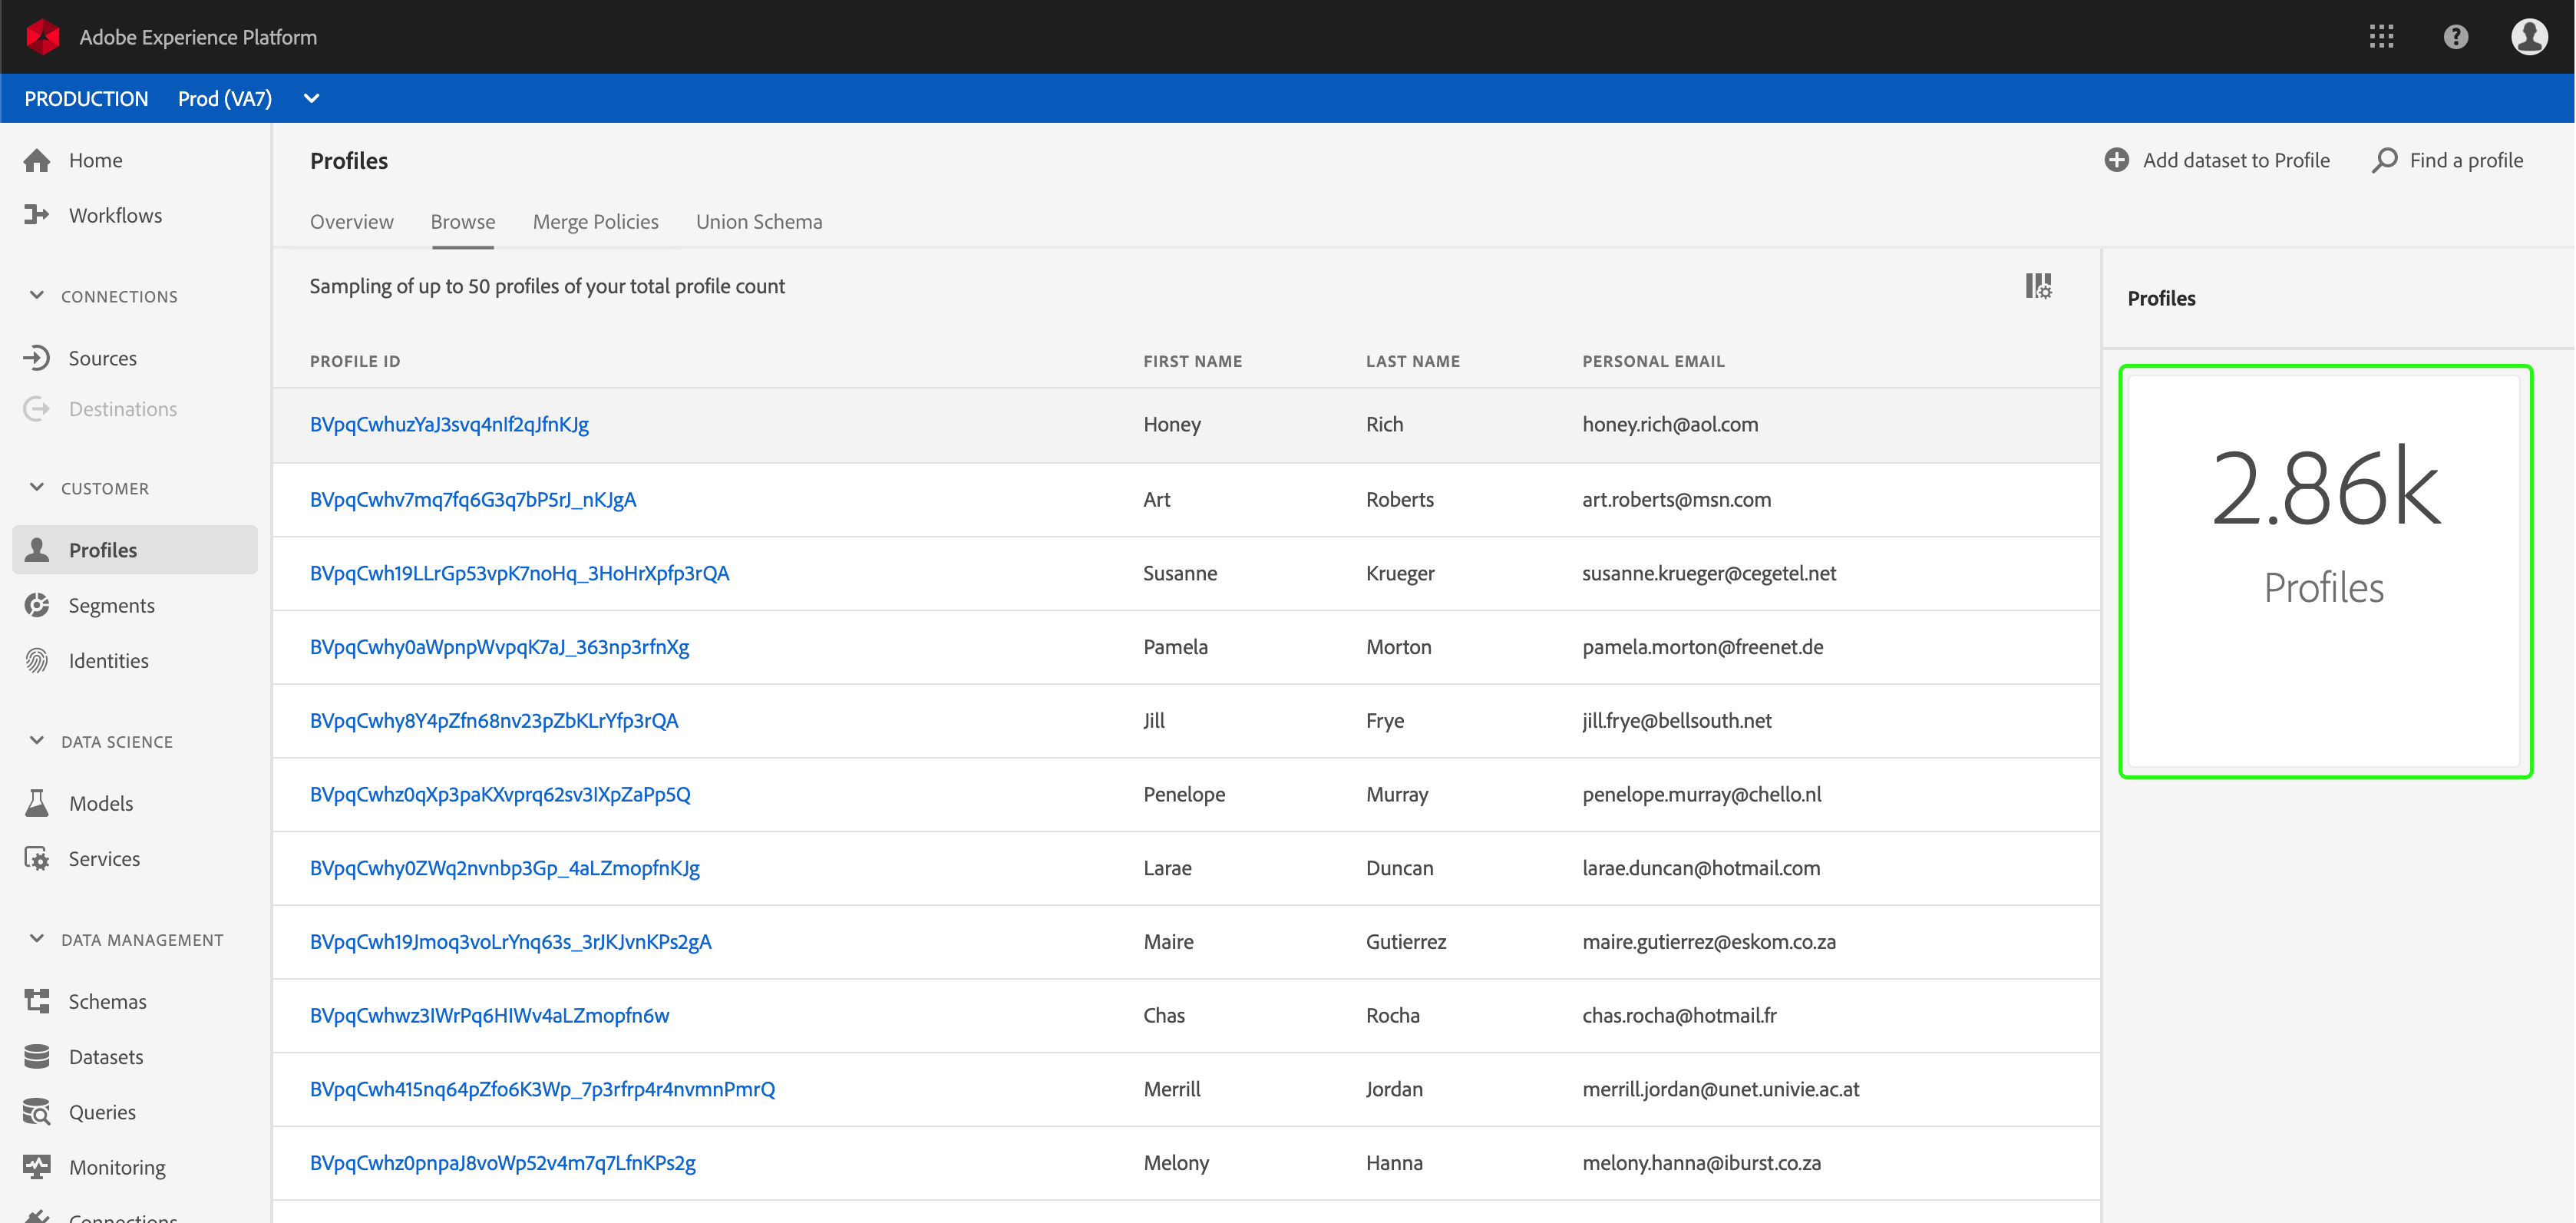 Adobe Experience Platform
PRODUCTION Prod (VA7)
Home
Workflows
CONNECTIONS
Sources
Destinations
CUSTOMER
Profiles
Segments
Identities
DATA SCIENCE
Models
Services
DATA MANAGEMENT
Schemas
Datasets
Queries
Monitoring
Connections
Profiles
Add dataset to Profile Find a profile
Overview Browse Merge Policies Union Schema
Sampling of up to 50 profiles of your total profile count
PROFILE ID FIRST NAME LAST NAME PERSONAL EMAIL
BVpqCwhuzYaJ3svq4nIf2qJfnKJg Honey Rich honey.rich@aol.com
BVpqCwhv7mq7fq6G3q7bP5rJ_nKJgA Art Roberts art.roberts@msn.com
BVpqCwh19LLrGp53vpK7noHq_3HoHrXpfp3rQA Susanne Krueger susanne.krueger@cegetel.net
BVpqCwhy0aWpnpWvpqK7aJ_363np3rfnXg Pamela Morton pamela.morton@freenet.de
BVpqCwhy8Y4pZfn68nv23pZbKLrYfp3rQA Jill Frye jill.frye@bellsouth.net
BVpqCwhz0qXp3paKXvprq62sv3IXpZaPp5Q Penelope Murray penelope.murray@chello.nl
BVpqCwhy0ZWq2nvnbp3Gp_4aLZmopfnKJg Larae Duncan larae.duncan@hotmail.com
BVpqCwh19Jmoq3voLrYnq63s_3rJKJvnKPs2gA Maire Gutierrez maire.gutierrez@eskom.co.za
BVpqCwhwz3IWrPq6HIWv4aLZmopfn6w Chas Rocha chas.rocha@hotmail.fr
BVpqCwh415nq64pZfo6K3Wp_7p3rfrp4r4nvmnPmrQ Merrill Jordan merrill.jordan@unet.univie.ac.at
BVpqCwhz0pnpaJ8voWp52v4m7q7LfnKPs2g Melony Hanna melony.hanna@iburst.co.za
Profiles
2.86k
Profiles